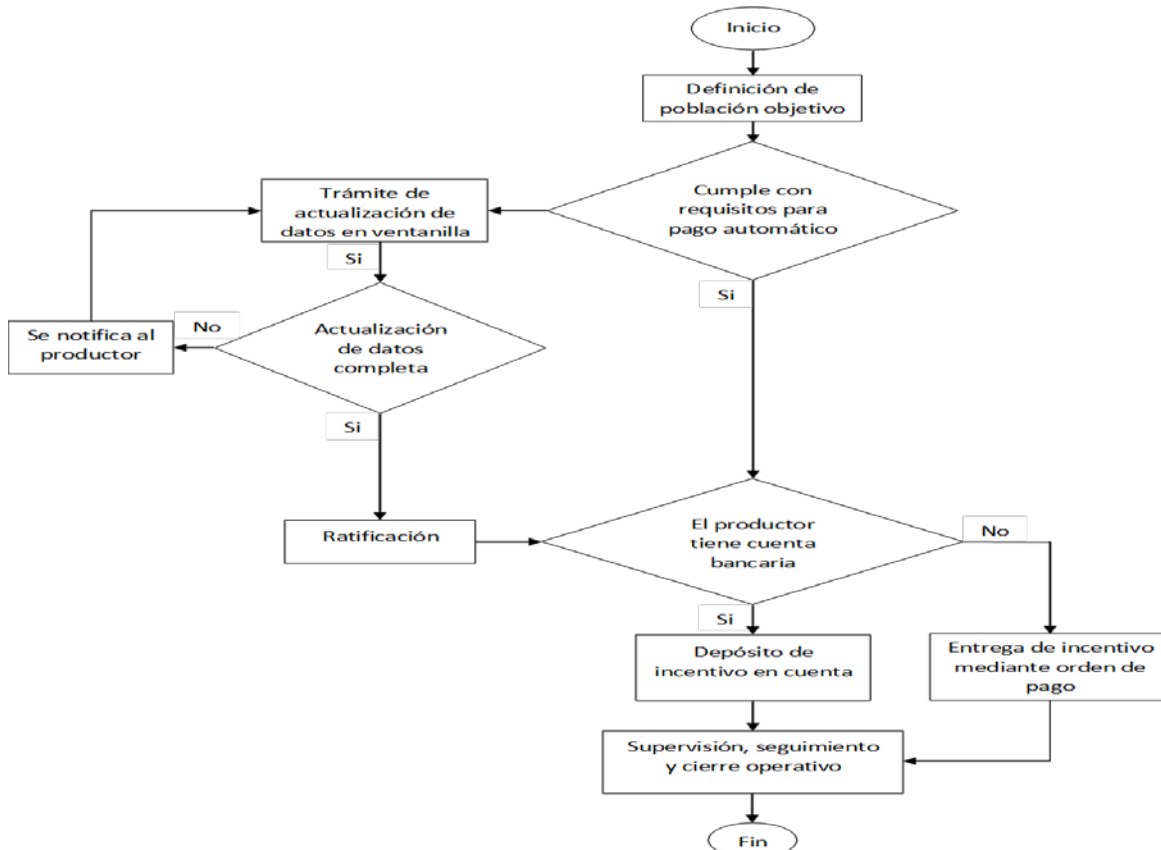 Inicio
Definición de
población objetivo
Cumple con
requisitos para
pago automático
Trámite de
actualización de
datos en ventanilla
Si
Si
Actualización
de datos
completa
No
Se notifica al
productor
Si
Ratificación
El productor
tiene cuenta
bancaria
No
Si
Depósito de
incentivo en cuenta
Entrega de incentivo
mediante orden de
pago
Supervisión, seguimiento
y cierre operativo
Fin